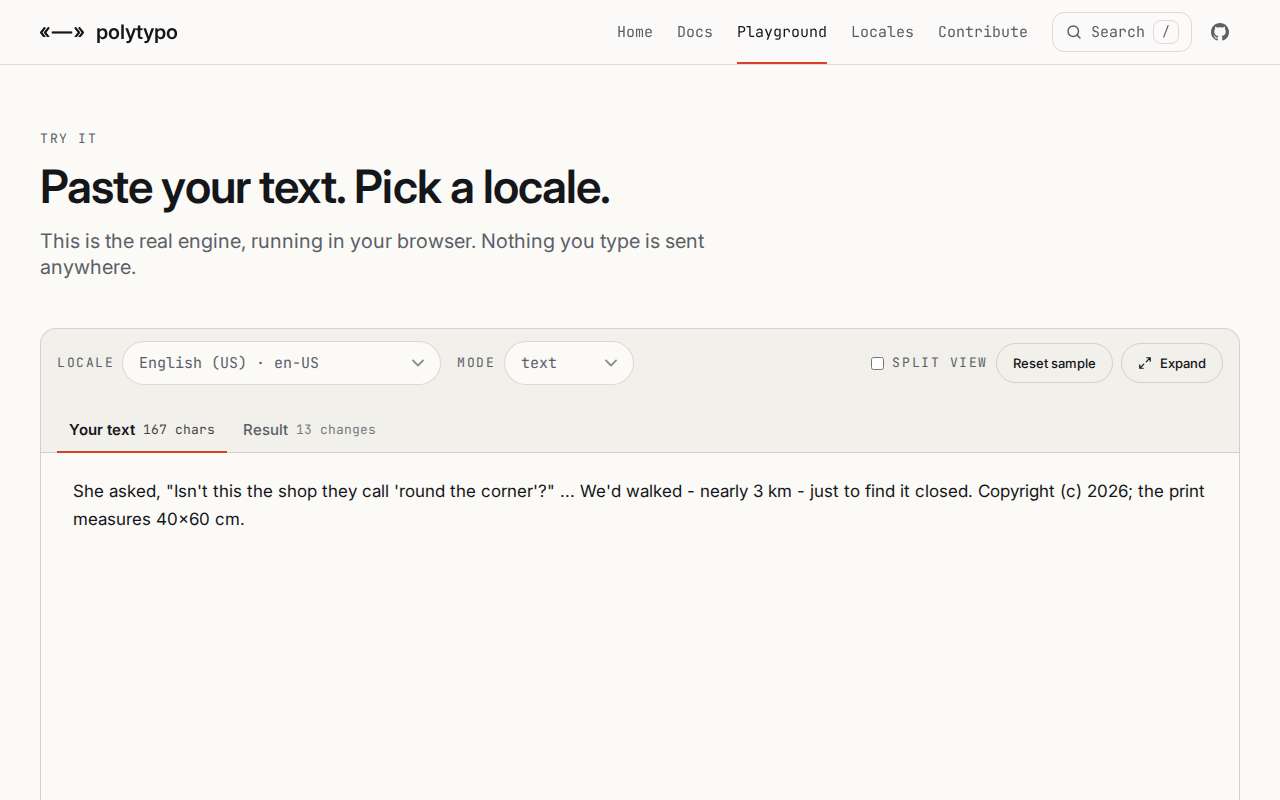 «—» polytypo
Home Docs Playground Locales Contribute Search /
TRY IT
Paste your text. Pick a locale.
This is the real engine, running in your browser. Nothing you type is sent
anywhere.
LOCALE English (US) · en-US MODE text SPLIT VIEW Reset sample Expand
Your text 167 chars Result 13 changes
She asked, "Isn't this the shop they call 'round the corner'?" ... We'd walked - nearly 3 km - just to find it closed. Copyright (c) 2026; the print
measures 40×60 cm.